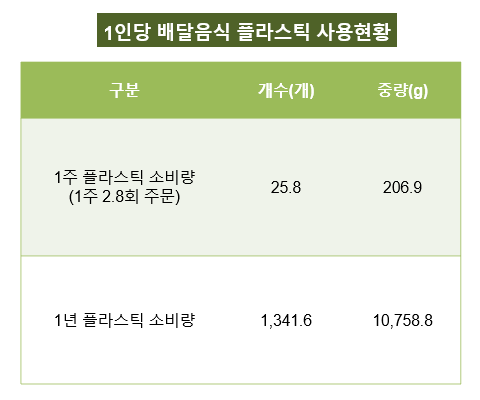 1인당 배달음식 플라스틱 사용현황
구분 개수(개) 중량(g)
1주 플라스틱 소비량
(1주 2.8회 주문) 25.8 206.9
1년 플라스틱 소비량 1,341.6 10,758.8